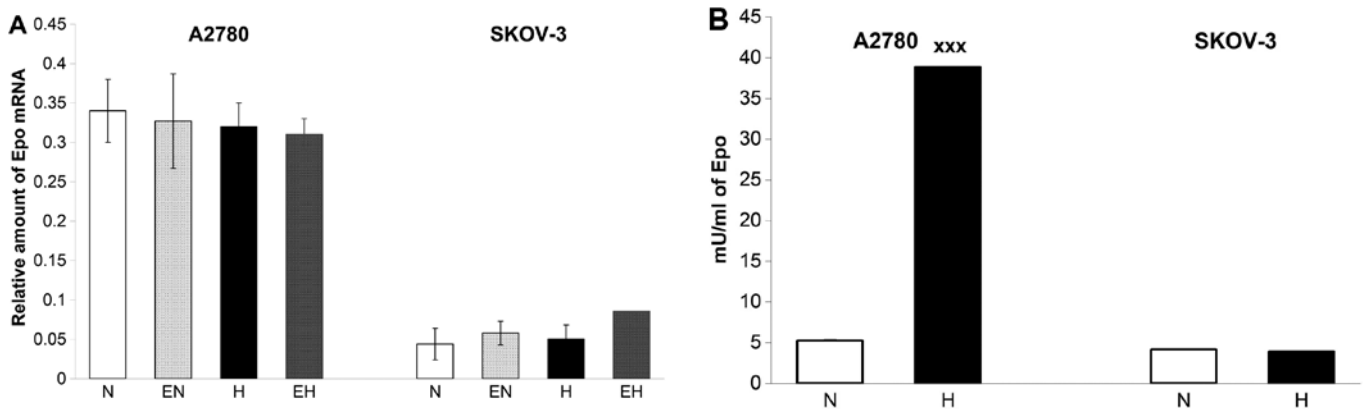 A
A2780
SKOV-3
Relative amount of Epo mRNA
0.45
0.4
0.35
0.3
0.25
0.2
0.15
0.1
0.05
0
N EN H EH
N EN H EH
B
A2780
xxx
SKOV-3
mU/ml of Epo
45
40
35
30
25
20
15
10
5
0
N H
N H